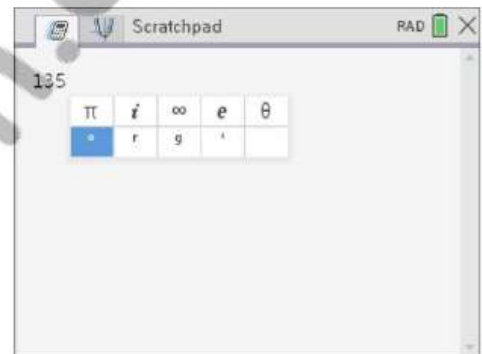 Scratchpad RAD
135
π i ∞ e θ
° r g '